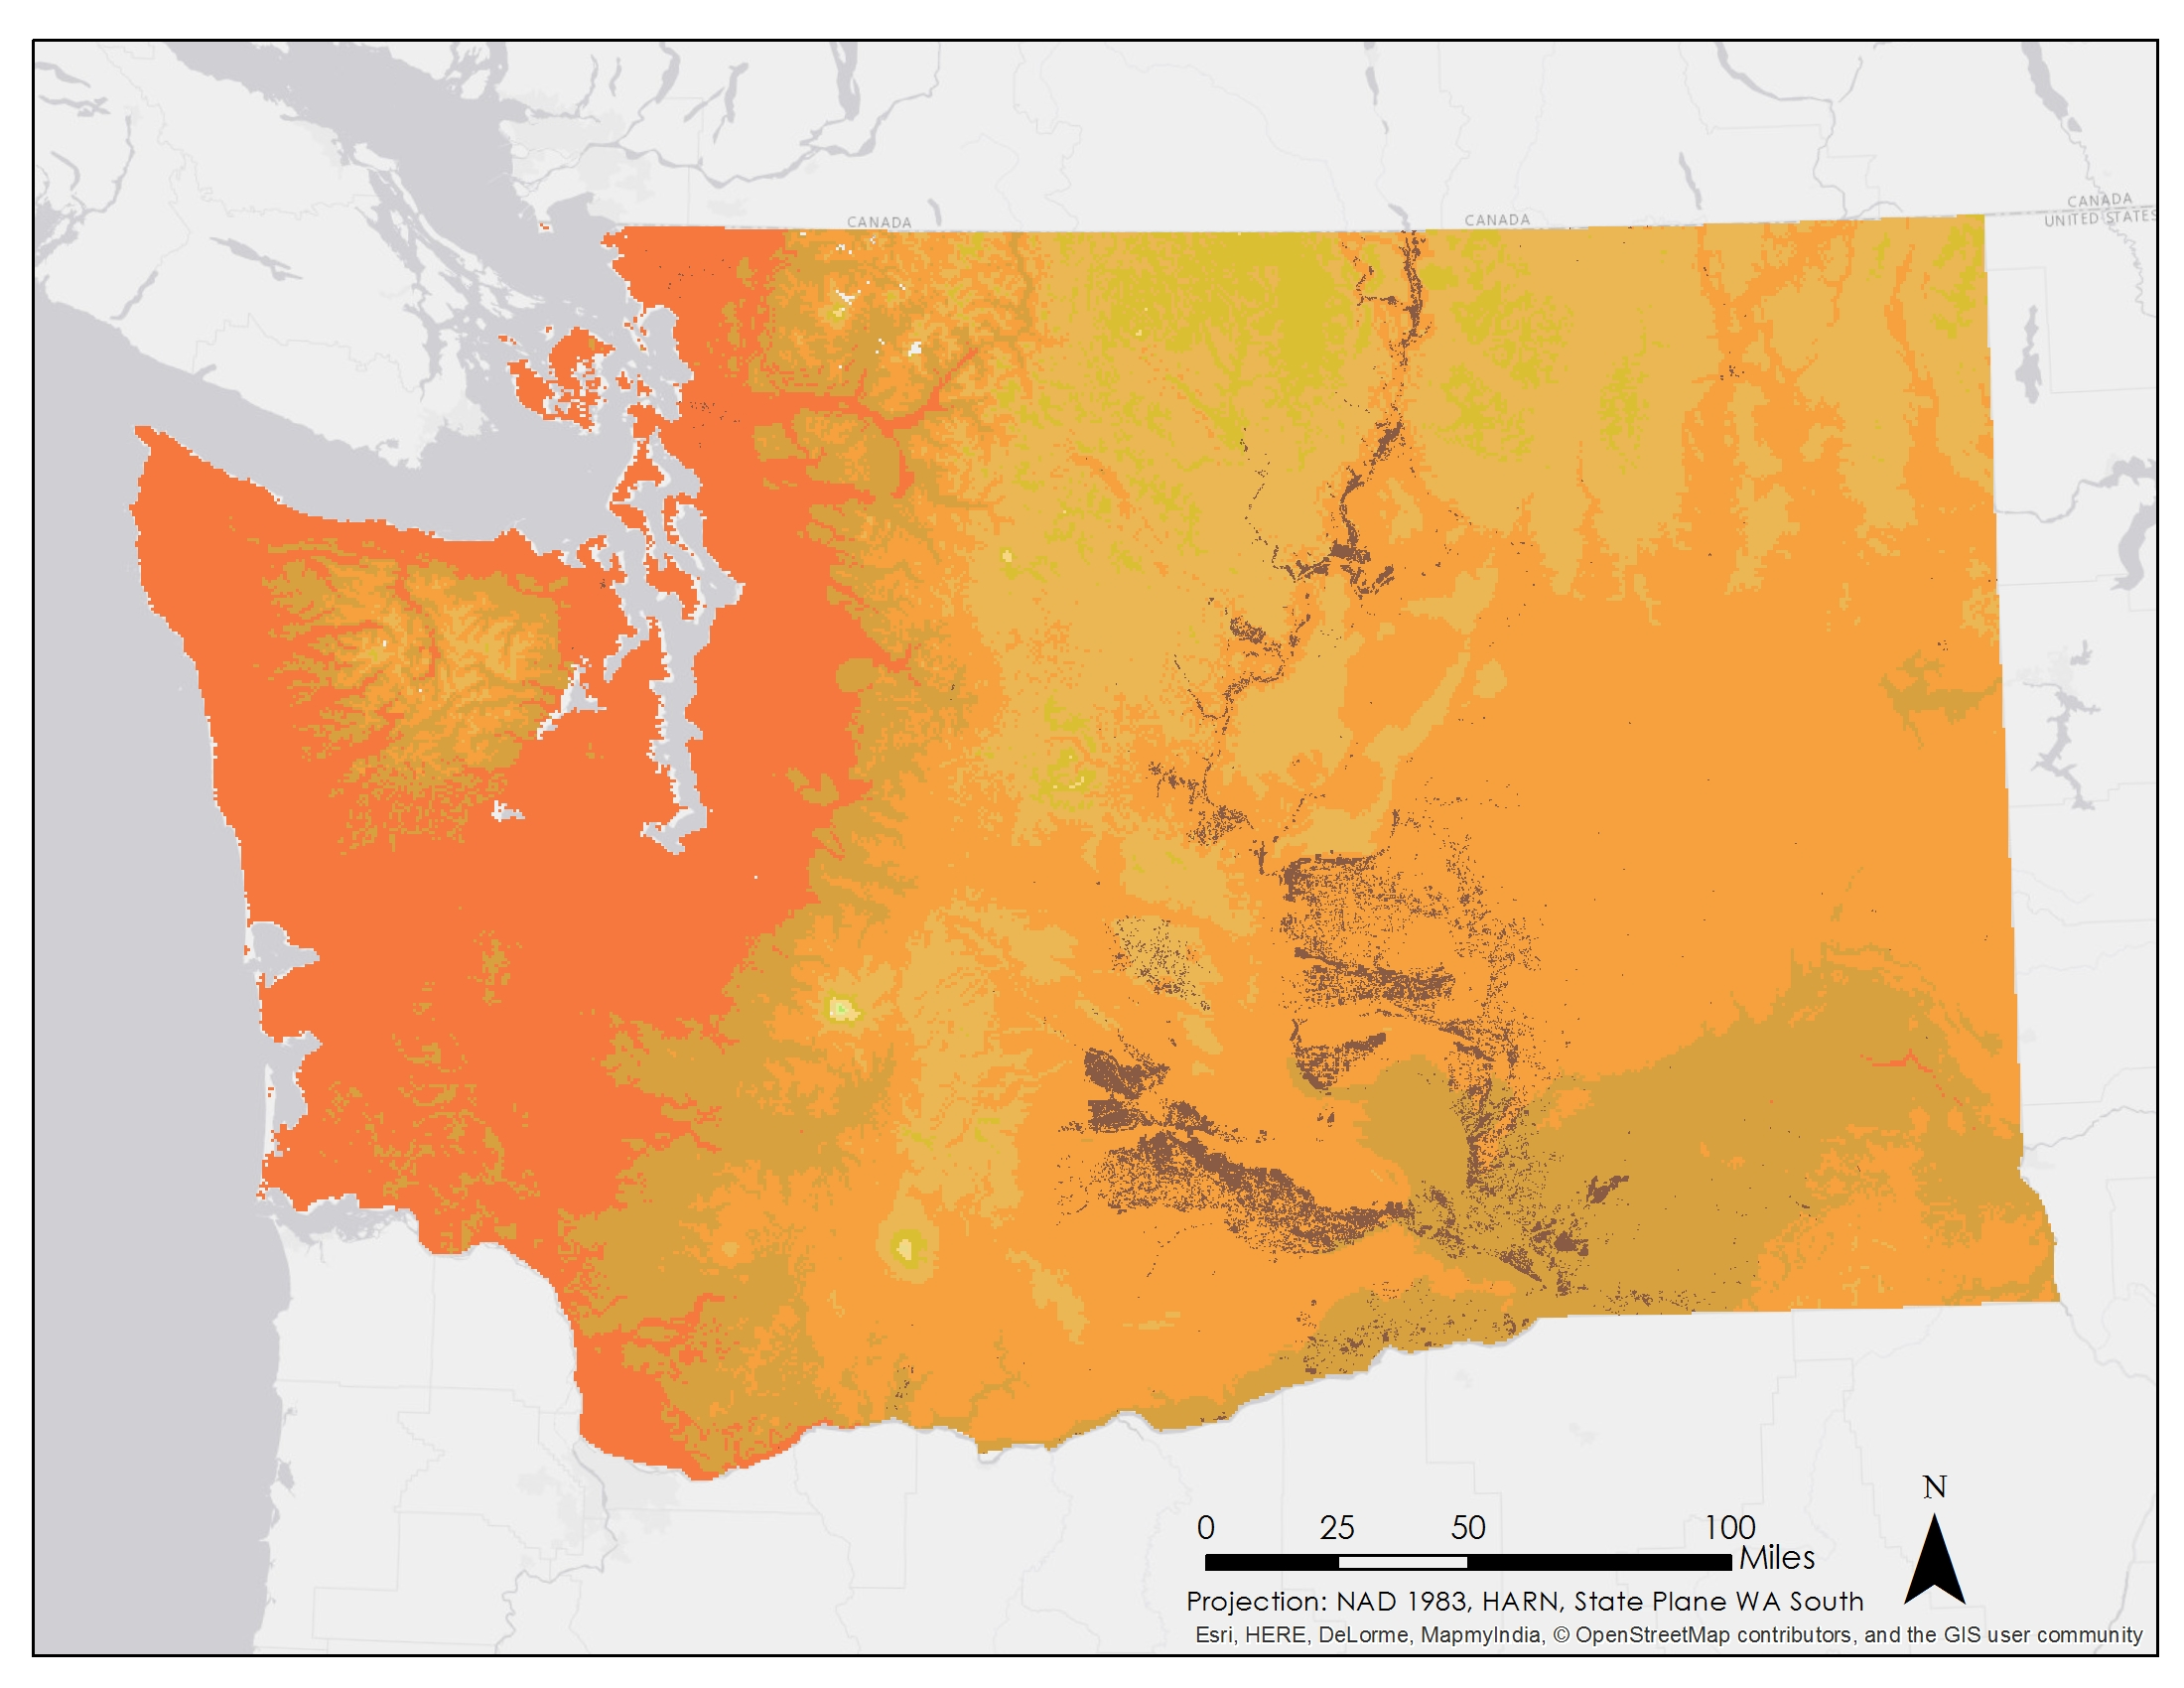 CANADA
CANADA
CANADA
UNITED STATES
N
0 25 50 100
Miles
Projection: NAD 1983, HARN, State Plane WA South
Esri, HERE, DeLorme, MapmyIndia, © OpenStreetMap contributors, and the GIS user community